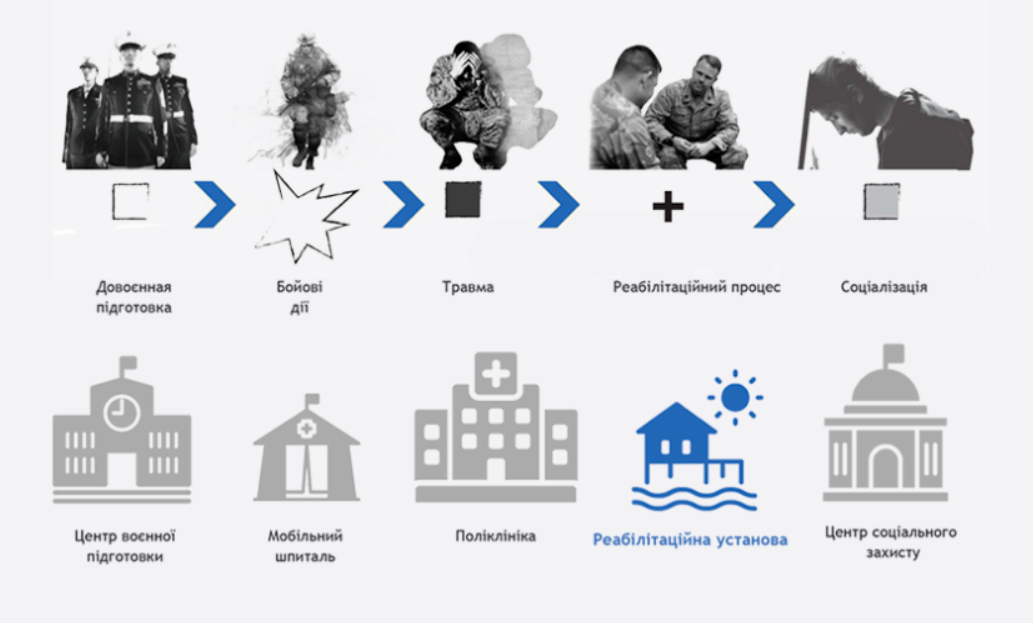 Довоєнная
підготовка
Бойові
дії
Травма
Реабілітаційний процес
Соціалізація
Центр воєнної
підготовки
Мобільний
шпиталь
Поліклініка
Реабілітаційна установа
Центр соціального
захисту